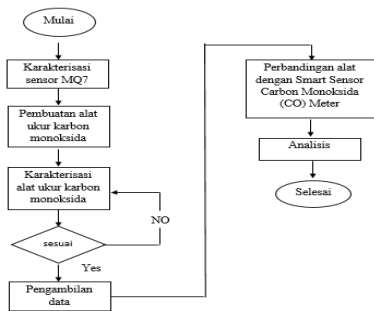 Mulai
Karakterisasi
sensor MQ7
Pembuatan alat
ukur karbon
monoksida
Karakterisasi
alat ukur karbon
monoksida
NO
sesuai
Yes
Pengambilan
data
Perbandingan alat
dengan Smart Sensor
Carbon Monoksida
(CO) Meter
Analisis
Selesai